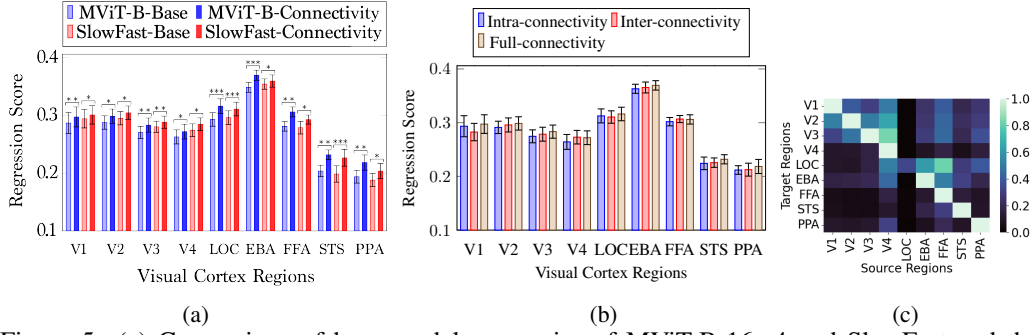 MViT-B-Base MViT-B-Connectivity
SlowFast-Base SlowFast-Connectivity
0.4
0.3
0.2
0.1
Regression Score
** * * * ** ** * * *** *** *** * ** * ** *** ** *
V1 V2 V3 V4 LOC EBA FFA STS PPA
Visual Cortex Regions
(a)
Intra-connectivity Inter-connectivity
Full-connectivity
0.4
0.3
0.2
0.1
Regression Score
V1 V2 V3 V4 LOC EBA FFA STS PPA
Visual Cortex Regions
(b)
Target Regions
V1
V2
V3
V4
LOC
EBA
FFA
STS
PPA
V1 V2 V3 V4 LOC EBA FFA STS PPA
Source Regions
1.0
0.8
0.6
0.4
0.2
0.0
(c)